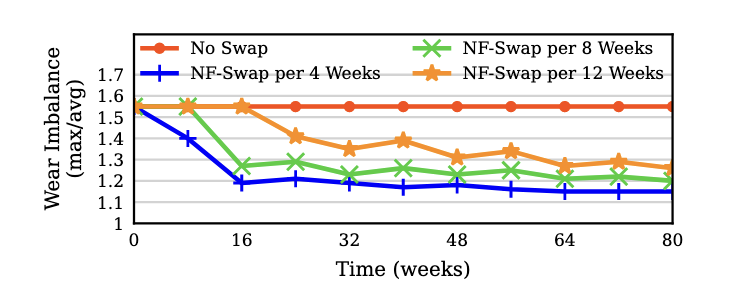 No Swap
NF-Swap per 8 Weeks
NF-Swap per 4 Weeks
NF-Swap per 12 Weeks
Wear Imbalance
(max/avg)
1.7
1.6
1.5
1.4
1.3
1.2
1.1
1
0 16 32 48 64 80
Time (weeks)